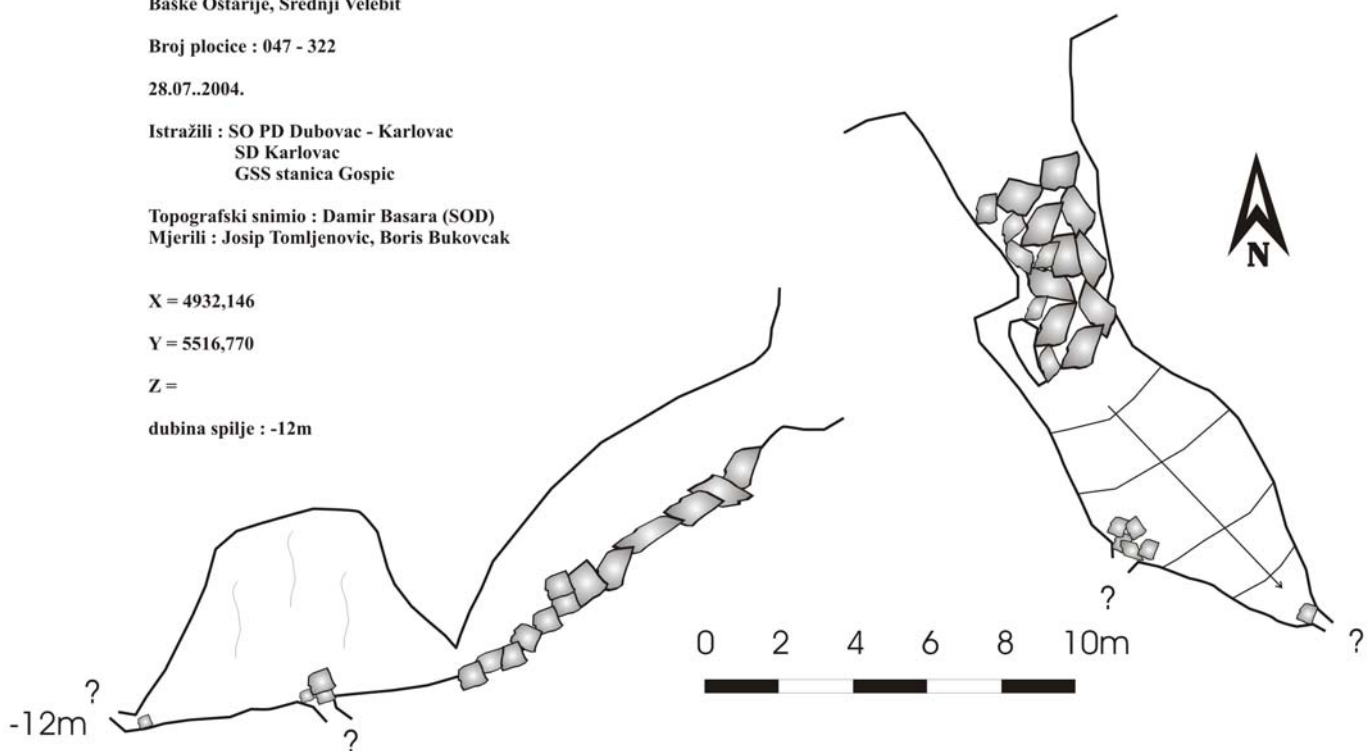 Baške Oštarije, Srednji Velebit
Broj plocice : 047 - 322
28.07..2004.
Istražili : SO PD Dubovac - Karlovac
SD Karlovac
GSS stanica Gospic
Topografski snimio : Damir Basara (SOD)
Mjerili : Josip Tomljenovic, Boris Bukovcak
X = 4932,146
Y = 5516,770
Z =
dubina spilje : -12m
N
?
?
0 2 4 6 8 10m
?
-12m
?